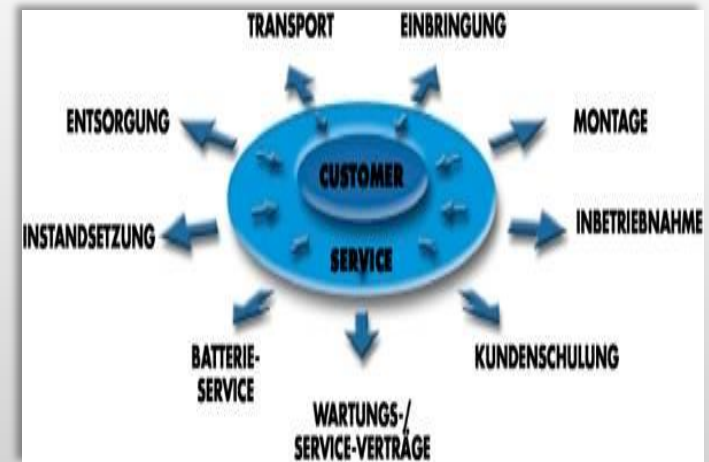 TRANSPORT
EINBRINGUNG
ENTSORGUNG
MONTAGE
CUSTOMER
INSTANDSETZUNG
INBETRIEBNAHME
SERVICE
BATTERIE-
SERVICE
KUNDENSCHULUNG
WARTUNGS-/
SERVICE-VERTRÄGE